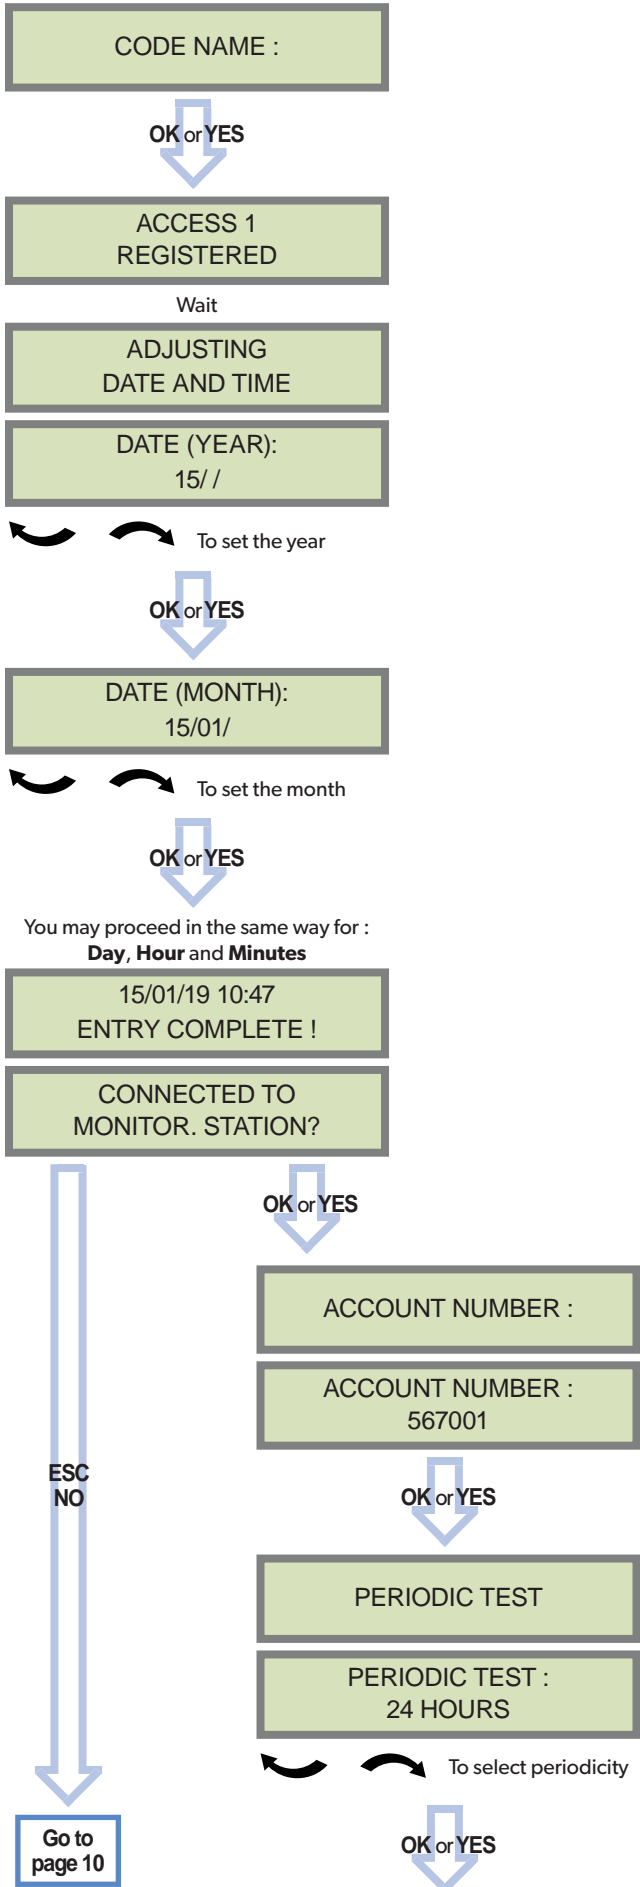 CODE NAME :
OK or YES
ACCESS 1
REGISTERED
Wait
ADJUSTING
DATE AND TIME
DATE (YEAR):
15/ /
To set the year
OK or YES
DATE (MONTH):
15/01/
To set the month
OK or YES
You may proceed in the same way for :
Day, Hour and Minutes
15/01/19 10:47
ENTRY COMPLETE !
CONNECTED TO
MONITOR. STATION?
OK or YES
ACCOUNT NUMBER :
ACCOUNT NUMBER :
567001
ESC
NO
OK or YES
PERIODIC TEST
PERIODIC TEST :
24 HOURS
To select periodicity
Go to
page 10
OK or YES